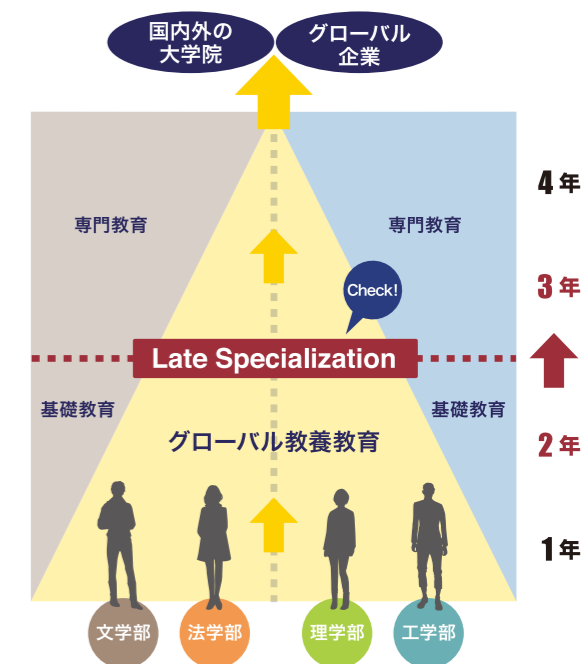 国内外の
大学院
グローバル
企業
4年
専門教育
専門教育
3年
Check!
Late Specialization
基礎教育
基礎教育
グローバル教養教育
2年
1年
文学部
法学部
理学部
工学部